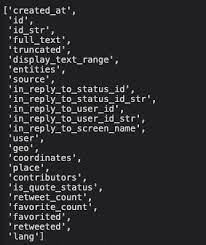 ['created_at',
'id',
'id_str',
'full_text',
'truncated',
'display_text_range',
'entities',
'source',
'in_reply_to_status_id',
'in_reply_to_status_id_str',
'in_reply_to_user_id',
'in_reply_to_user_id_str',
'in_reply_to_screen_name',
'user',
'geo',
'coordinates',
'place',
'contributors',
'is_quote_status',
'retweet_count',
'favorite_count',
'favorited',
'retweeted',
'lang']